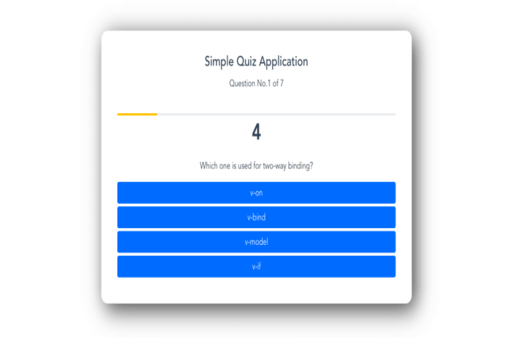 Simple Quiz Application
Question No.1 of 7
4
Which one is used for two-way binding?
v-on
v-bind
v-model
v-if